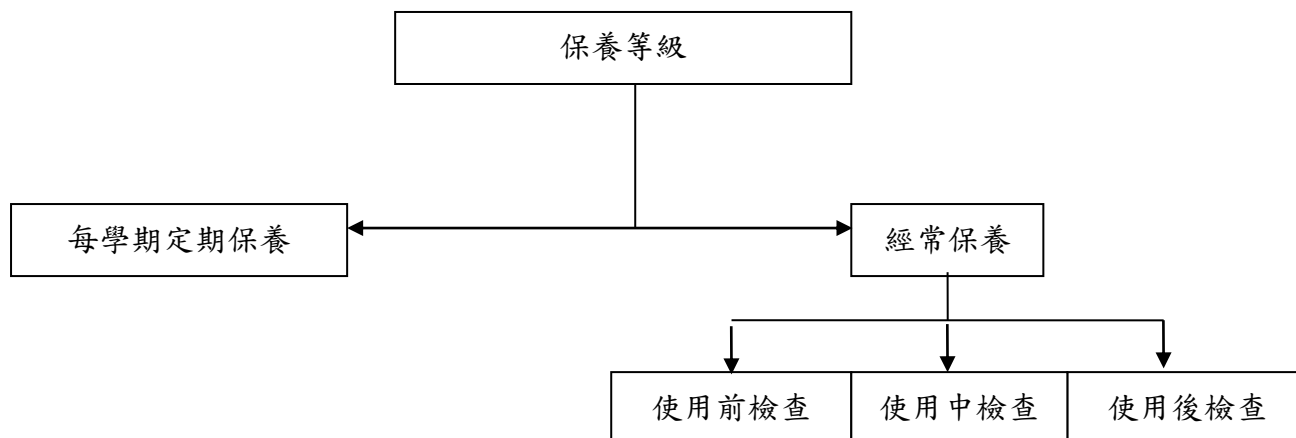 保養等級
每學期定期保養
經常保養
使用前檢查
使用中檢查
使用後檢查